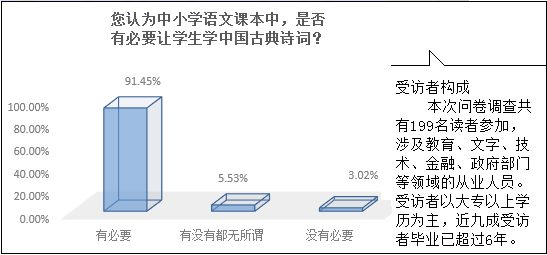 您认为中小学语文课本中，是否
有必要让学生学中国古典诗词？
91.45%
5.53%
3.02%
100.00%
80.00%
60.00%
40.00%
20.00%
0.00%
有必要
有没有都无所谓
没有必要
受访者构成
本次问卷调查共
有199名读者参加，
涉及教育、文字、技
术、金融、政府部门
等领域的从业人员。
受访者以大专以上学
历为主，近九成受访
者毕业已超过6年。